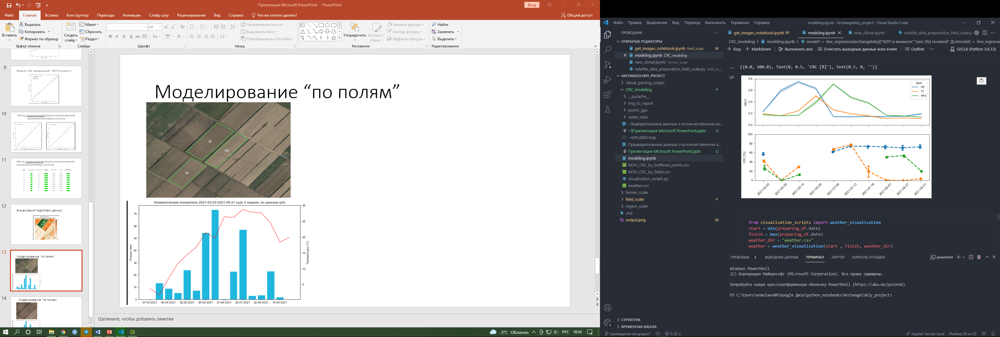 Презентация Microsoft PowerPoint - PowerPoint
Вход
Файл Главная Вставка Конструктор Переходы Анимация Слайд-шоу Рецензирование Вид Справка Что вы хотите сделать? Общий доступ
Вставить
Вырезать
Копировать
Формат по образцу
Буфер обмена
Создать слайд
Макет
Сбросить
Раздел
Слайды
44
Ж К Ч S abc AV Aa A
Шрифт
Направление текста
Выровнять текст
Преобразовать в SmartArt
Абзац
Упорядочить
Экспресс-стили
Заливка фигуры
Контур фигуры
Эффекты фигуры
Рисование
Найти
Заменить
Выделить
Редактирование
9
Модели. [%] камеральный - NDTI в моменте
10
Метод теоретической модели количественной
оценки растительных остатков
11
Метод теоретической модели количественной
оценки растительных остатков
12
Визуализация подготовки данных
13
Моделирование "по полям"
14
Моделирование "по точкам"
Моделирование “по полям”
PP
PP2
TT
Климатические показатели 2021-03-05-2021-09-21 (шаг 2 недели, по данным rp5)
Осадки (мм)
70
60
50
40
30
20
10
0
30
25
20
15
10
5
Температура (°C)
07-03-2021 04-04-2021 02-05-2021 30-05-2021 27-06-2021 25-07-2021 22-08-2021 19-09-2021
Щелкните, чтобы добавить заметки
-3°C Облачно РУС 10:54
Файл Правка Выделение Вид Переход Выполнить Терминал Справка
modeling.ipynb - Archangelskiy_project - Visual Studio Code
ПРОВОДНИК
ОТКРЫТЫЕ РЕДАКТОРЫ
get_images_notebook.ipynb field_scale M
modeling.ipynb CRC_modeling
new_climat.ipynb farmer_scale
satelite_data_preporation_field_scale.py field_sc...
ARCHANGELSKIY_PROJECT
climat_parsing_scripts
CRC_modeling
__pycache__
img_to_report
points_gps
raster_data
~$едварительные данные о колличественном ан...
~$Презентация Microsoft PowerPoint.pptx U
~WRL0005.tmp
Предварительные данные о колличественном а...
Презентация Microsoft PowerPoint.pptx U
modeling.ipynb
NDVI_CRC_by_buffered_points.csv
NDVI_CRC_by_fields.csv
visualisation_scripts.py
weather.csv
farmer_scale
field_scale
region_scale
.md
output.png M
СТРУКТУРА
ВРЕМЕННАЯ ШКАЛА
4
1
get_images_notebook.ipynb M modeling.ipynb new_climat.ipynb satelite_data_preporation_field_scale.p
CRC_modeling > modeling.ipynb > model1 = line_regression(archangelskiy[["NDTI в моменте","perc [%] полевой" ]]) model2 = line_regressi
Код Markdown Выполнить все Очистить выходные данные всех ячеек Outline ... GIS3.6 (Python 3.6.13)
[(0.0, 100.0), Text(0, 0.5, 'CRC [%]'), Text(0.5, 0, '')]
NDVI
0.8
0.6
0.4
0.2
0.0
type
PP
TT
PP2
CRC [%]
100
80
60
40
20
0
2021-03-05 2021-04-29 2021-05-14 2021-05-29 2021-07-08 2021-07-13 2021-07-18 2021-08-07 2021-08-27 2021-09-21
from visualisation_scripts import weather_visualisation
start = min(preparing_df.date)
finish = max(preparing_df.date)
weather_dir = "weather.csv"
weather = weather_visualisation(start , finish, weather_dir)
ПРОБЛЕМЫ 2 ВЫХОДНЫЕ ДАННЫЕ ТЕРМИНАЛ JUPYTER КОНСОЛЬ ОТЛАДКИ powershell
Windows PowerShell
(C) Корпорация Майкрософт (Microsoft Corporation). Все права защищены.
Попробуйте новую кроссплатформенную оболочку PowerShell (https://aka.ms/pscore6)
PS C:\Users\ermolaevNR\Google Диск\python_notebooks\Archangelskiy_project>
приведение-впорядок* 0 2 Jupyter Server: local Ячейка 29 из 52